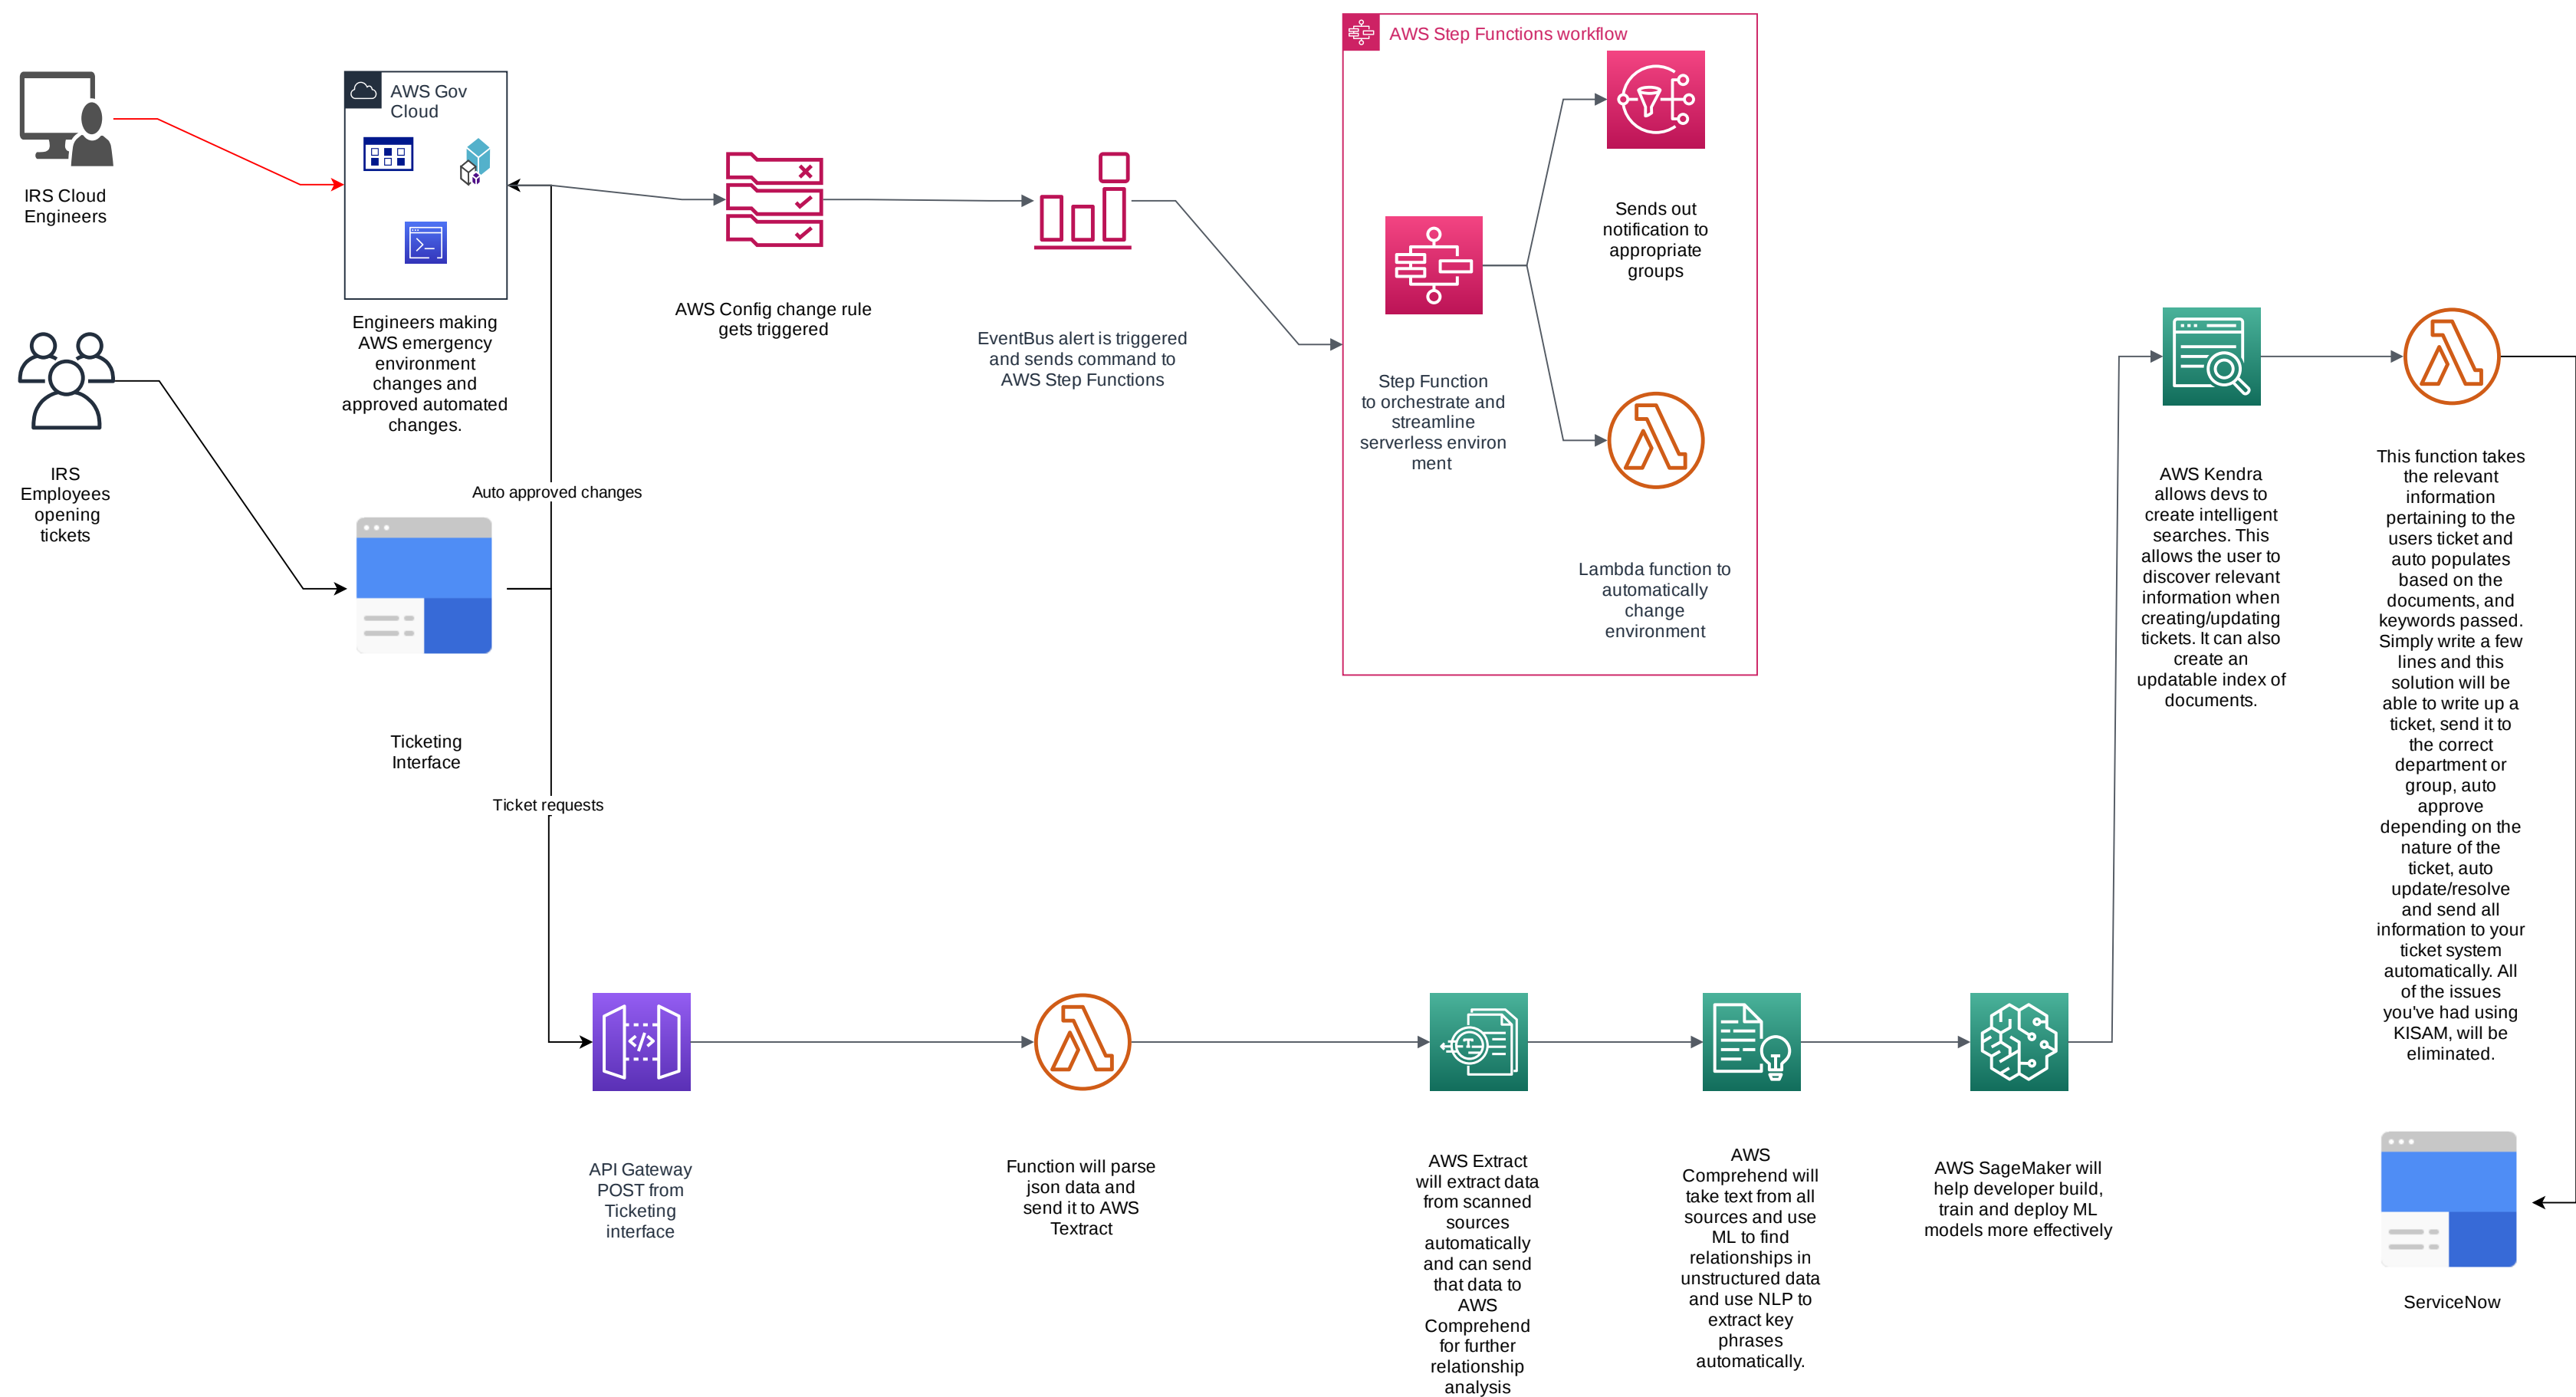 AWS Step Functions workflow
AWS Gov
Cloud
IRS Cloud
Engineers
Sends out
notification to
appropriate
groups
Engineers making
AWS emergency
environment
changes and
approved automated
changes.
AWS Config change rule
gets triggered
EventBus alert is triggered
and sends command to
AWS Step Functions
Step Function
to orchestrate and
streamline
serverless environ
ment
IRS
Employees
opening
tickets
Auto approved changes
Lambda function to
automatically
change
environment
AWS Kendra
allows devs to
create intelligent
searches. This
allows the user to
discover relevant
information when
creating/updating
tickets. It can also
create an
updatable index of
documents.
This function takes
the relevant
information
pertaining to the
users ticket and
auto populates
based on the
documents, and
keywords passed.
Simply write a few
lines and this
solution will be
able to write up a
ticket, send it to
the correct
department or
group, auto
approve
depending on the
nature of the
ticket, auto
update/resolve
and send all
information to your
ticket system
automatically. All
of the issues
you've had using
KISAM, will be
eliminated.
Ticketing
Interface
Ticket requests
API Gateway
POST from
Ticketing
interface
Function will parse
json data and
send it to AWS
Textract
AWS Extract
will extract data
from scanned
sources
automatically
and can send
that data to
AWS
Comprehend
for further
relationship
analysis
AWS
Comprehend will
take text from all
sources and use
ML to find
relationships in
unstructured data
and use NLP to
extract key
phrases
automatically.
AWS SageMaker will
help developer build,
train and deploy ML
models more effectively
ServiceNow